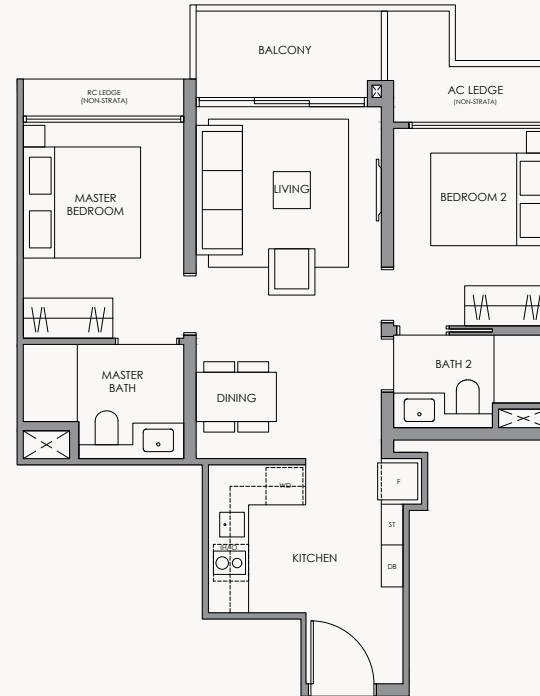 BALCONY
RC LEDGE
(NON-STRATA)
AC LEDGE
(NON-STRATA)
MASTER
BEDROOM
LIVING
BEDROOM 2
MASTER
BATH
DINING
BATH 2
WD
F
ST
KITCHEN
DB